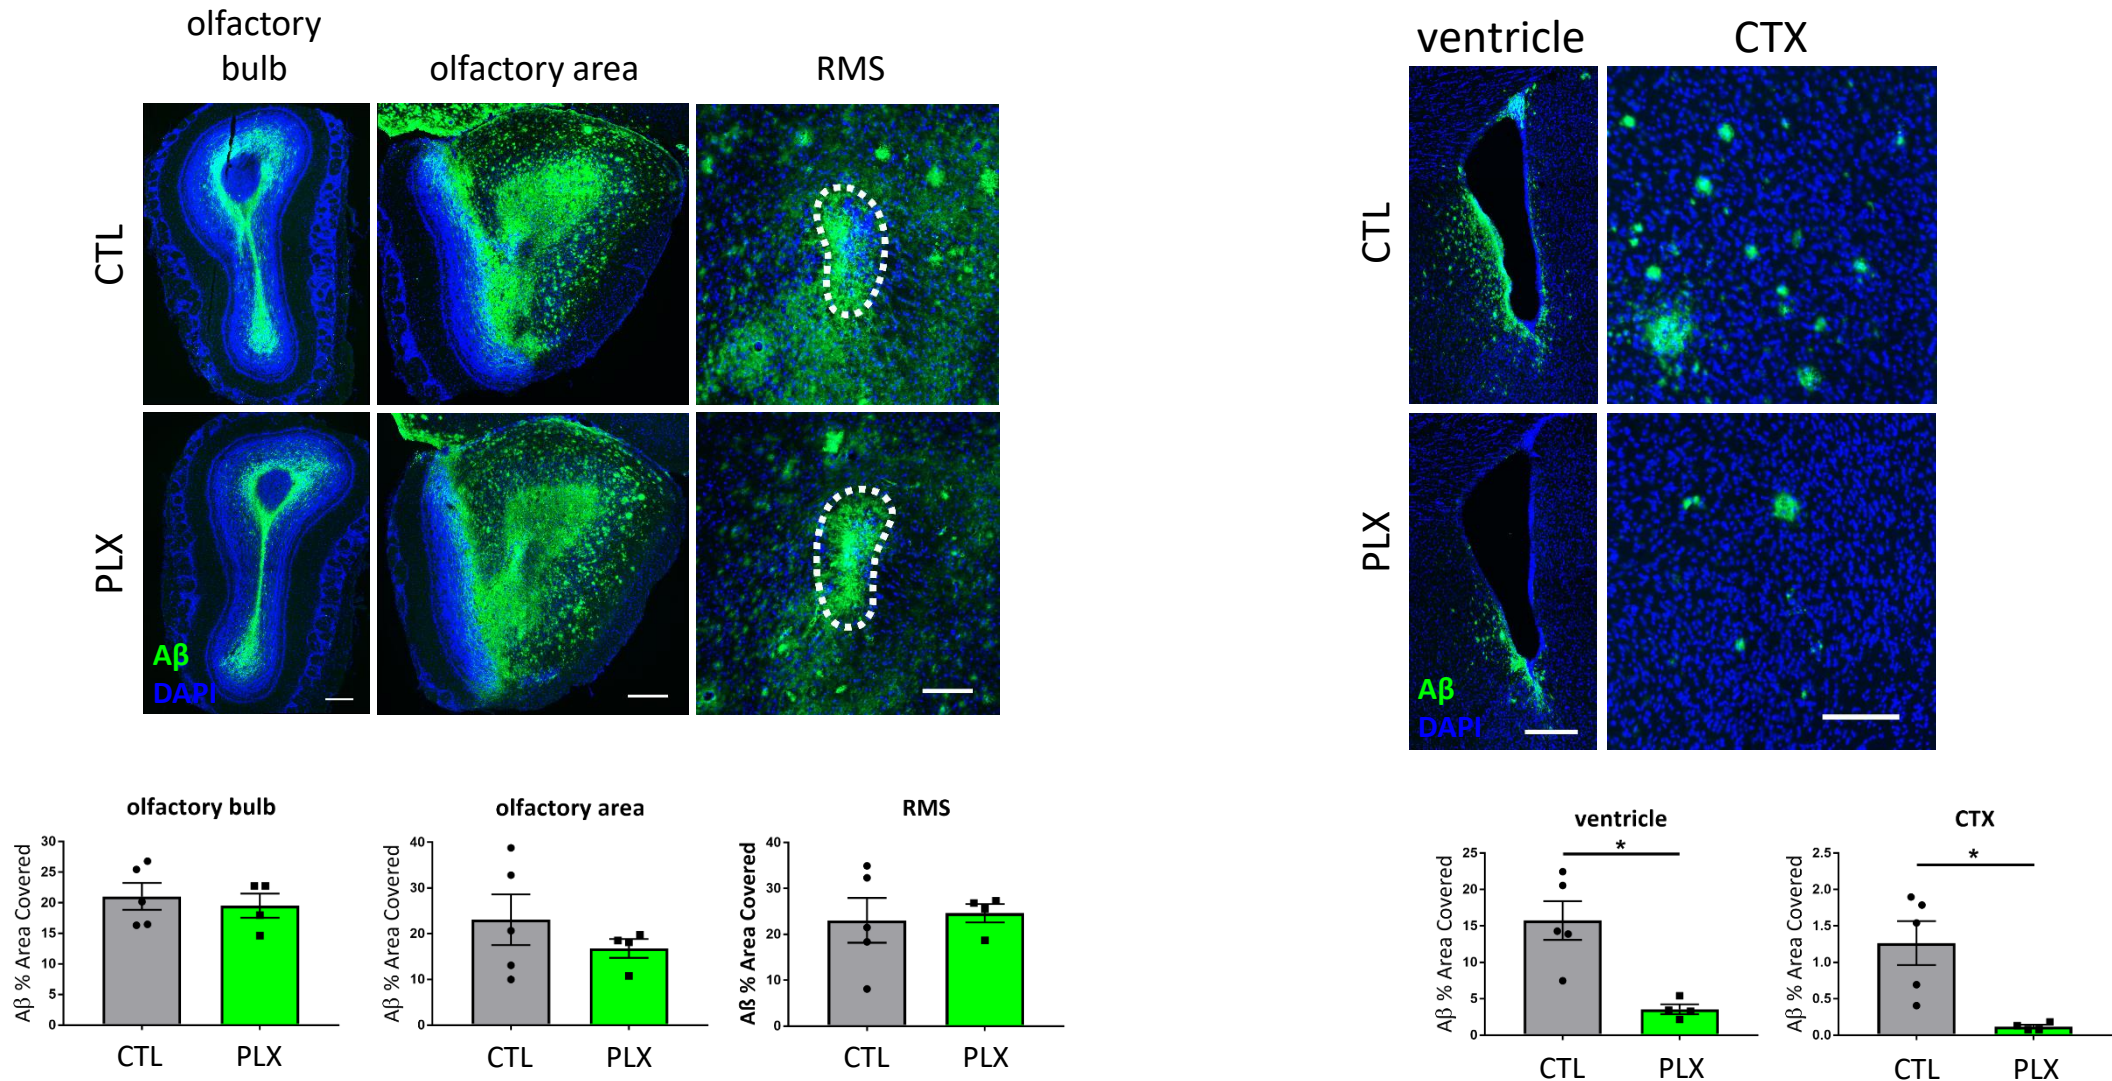 olfactory
bulb
olfactory area
RMS
ventricle
CTX
CTL
PLX
Aβ
DAPI
CTL
PLX
Aβ
DAPI
olfactory bulb
Aβ % Area Covered
30
25
20
15
10
5
0
CTL PLX
olfactory area
Aβ % Area Covered
40
30
20
10
0
CTL PLX
RMS
Aß % Area Covered
40
30
20
10
0
CTL PLX
ventricle
*
Aβ % Area Covered
25
20
15
10
5
0
CTL PLX
CTX
*
Aβ % Area Covered
2.5
2.0
1.5
1.0
0.5
0.0
CTL PLX